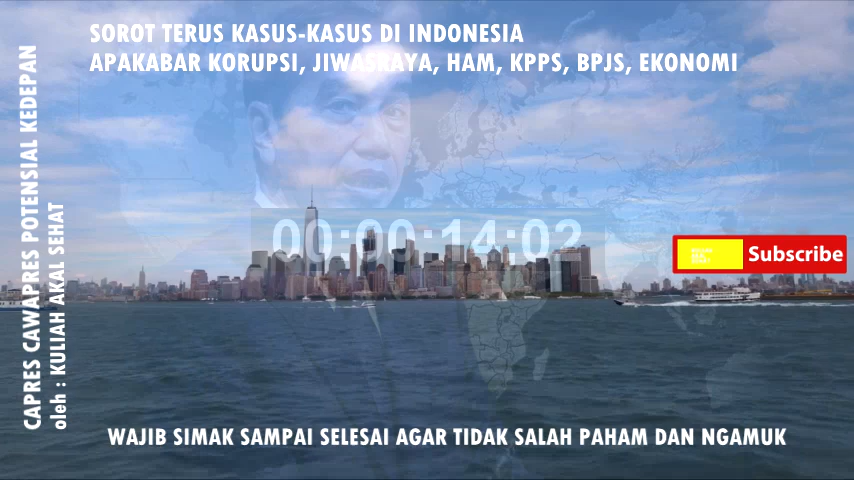 SOROT TERUS KASUS-KASUS DI INDONESIA
APAKABAR KORUPSI, JIWASRAYA, HAM, KPPS, BPJS, EKONOMI
CAPRES CAWAPRES POTENSIAL KEDEPAN
oleh : KULIAH AKAL SEHAT
00:00:14:02
Subscribe
WAJIB SIMAK SAMPAI SELESAI AGAR TIDAK SALAH PAHAM DAN NGAMUK